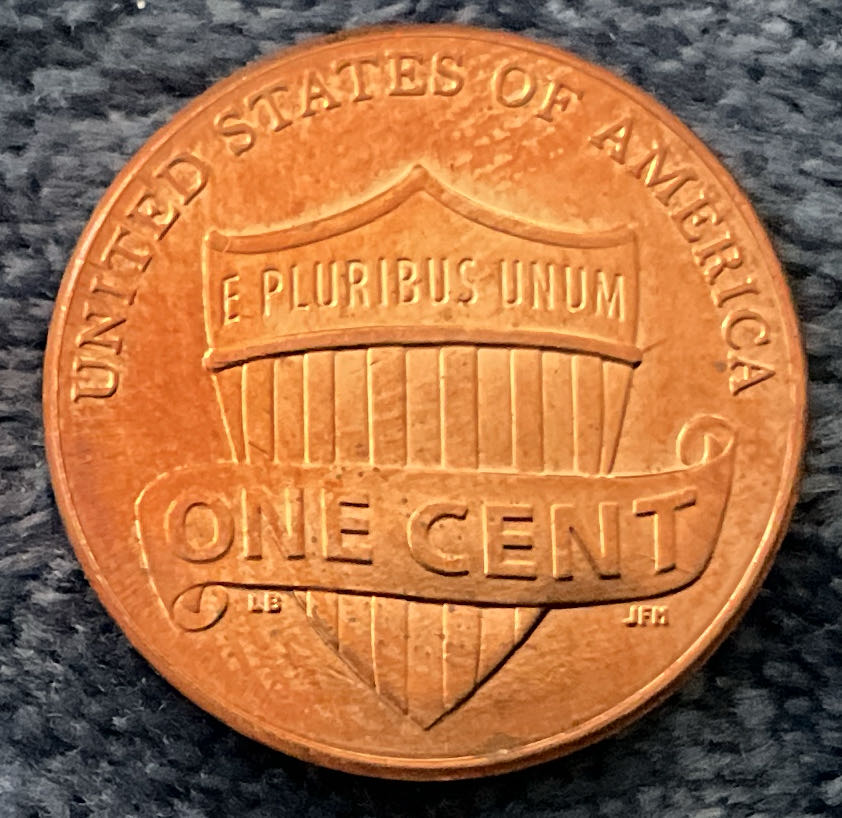 UNITED STATES OF AMERICA
E PLURIBUS UNUM
ONE CENT
LB
JFM